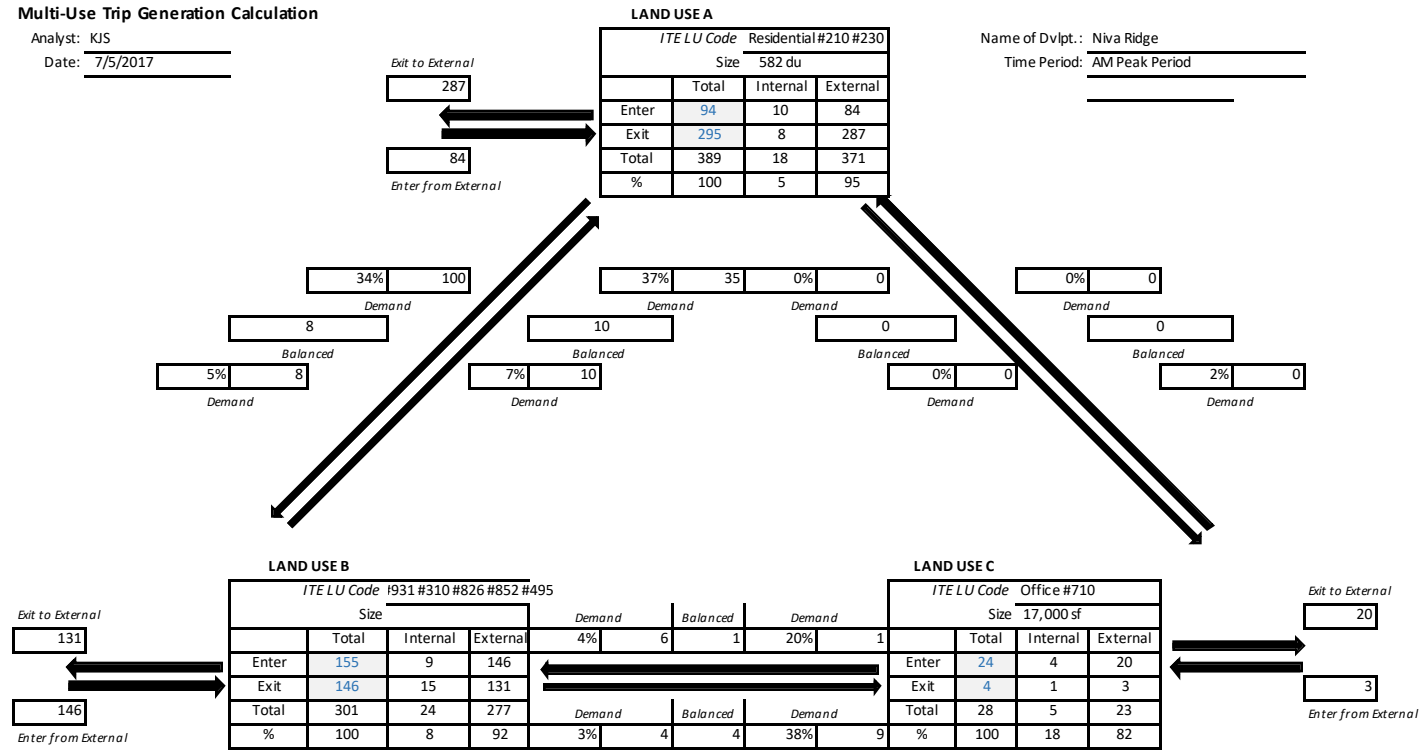 Multi-Use Trip Generation Calculation
LAND USE A
Analyst: KJS
ITE LU Code Residential #210 #230
Name of Dvlpt.: Niva Ridge
Date: 7/5/2017
Exit to External
Size 582 du
Time Period: AM Peak Period
287
Total Internal External
Enter 94 10 84
Exit 295 8 287
84
Total 389 18 371
Enter from External
% 100 5 95
34% 100 37% 35 0% 0 0% 0
Demand Demand Demand Demand
8 10 0 0
Balanced Balanced Balanced Balanced
5% 8 7% 10 0% 0 2% 0
Demand Demand Demand Demand
LAND USE B LAND USE C
ITE LU Code #931 #310 #826 #852 #495
ITE LU Code Office #710
Exit to External
Size
Demand Balanced Demand
Size 17,000 sf
Exit to External
131
Total Internal External
4% 6 1 20% 1
Total Internal External
20
Enter 155 9 146
Enter 24 4 20
Exit 146 15 131
Exit 4 1 3
3
146
Total 301 24 277
Demand Balanced Demand
Total 28 5 23
Enter from External
Enter from External
% 100 8 92
3% 4 4 38% 9
% 100 18 82